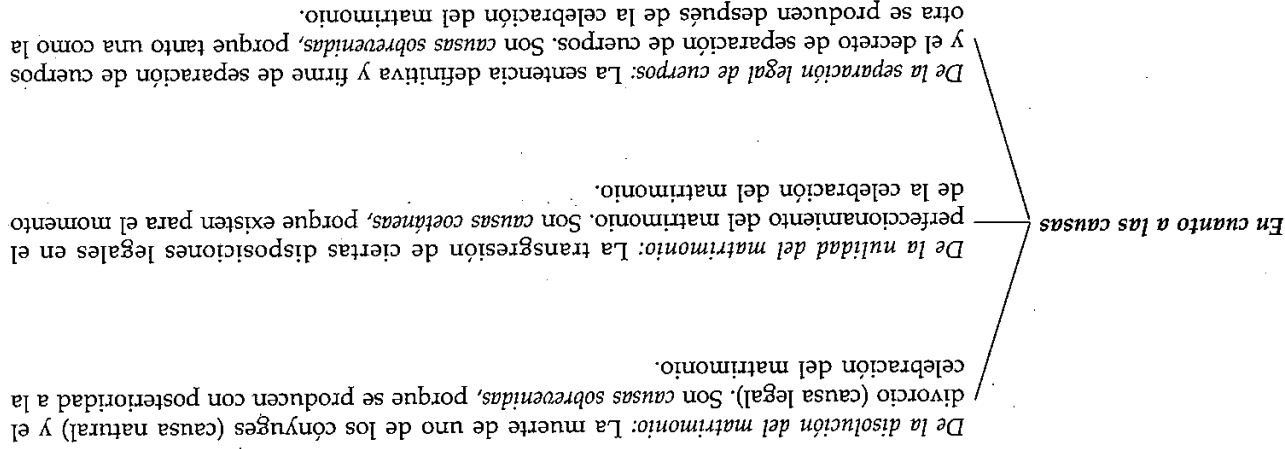 De la disolución del matrimonio: La muerte de uno de los cónyuges (causa natural) y el
divorcio (causa legal). Son causas sobrevenidas, porque se producen con posterioridad a la
celebración del matrimonio.
En cuanto a las causas
De la nulidad del matrimonio: La transgresión de ciertas disposiciones legales en el
perfeccionamiento del matrimonio. Son causas coetáneas, porque existen para el momento
de la celebración del matrimonio.
De la separación legal de cuerpos: La sentencia definitiva y firme de separación de cuerpos
y el decreto de separación de cuerpos. Son causas sobrevenidas, porque tanto una como la
otra se producen después de la celebración del matrimonio.